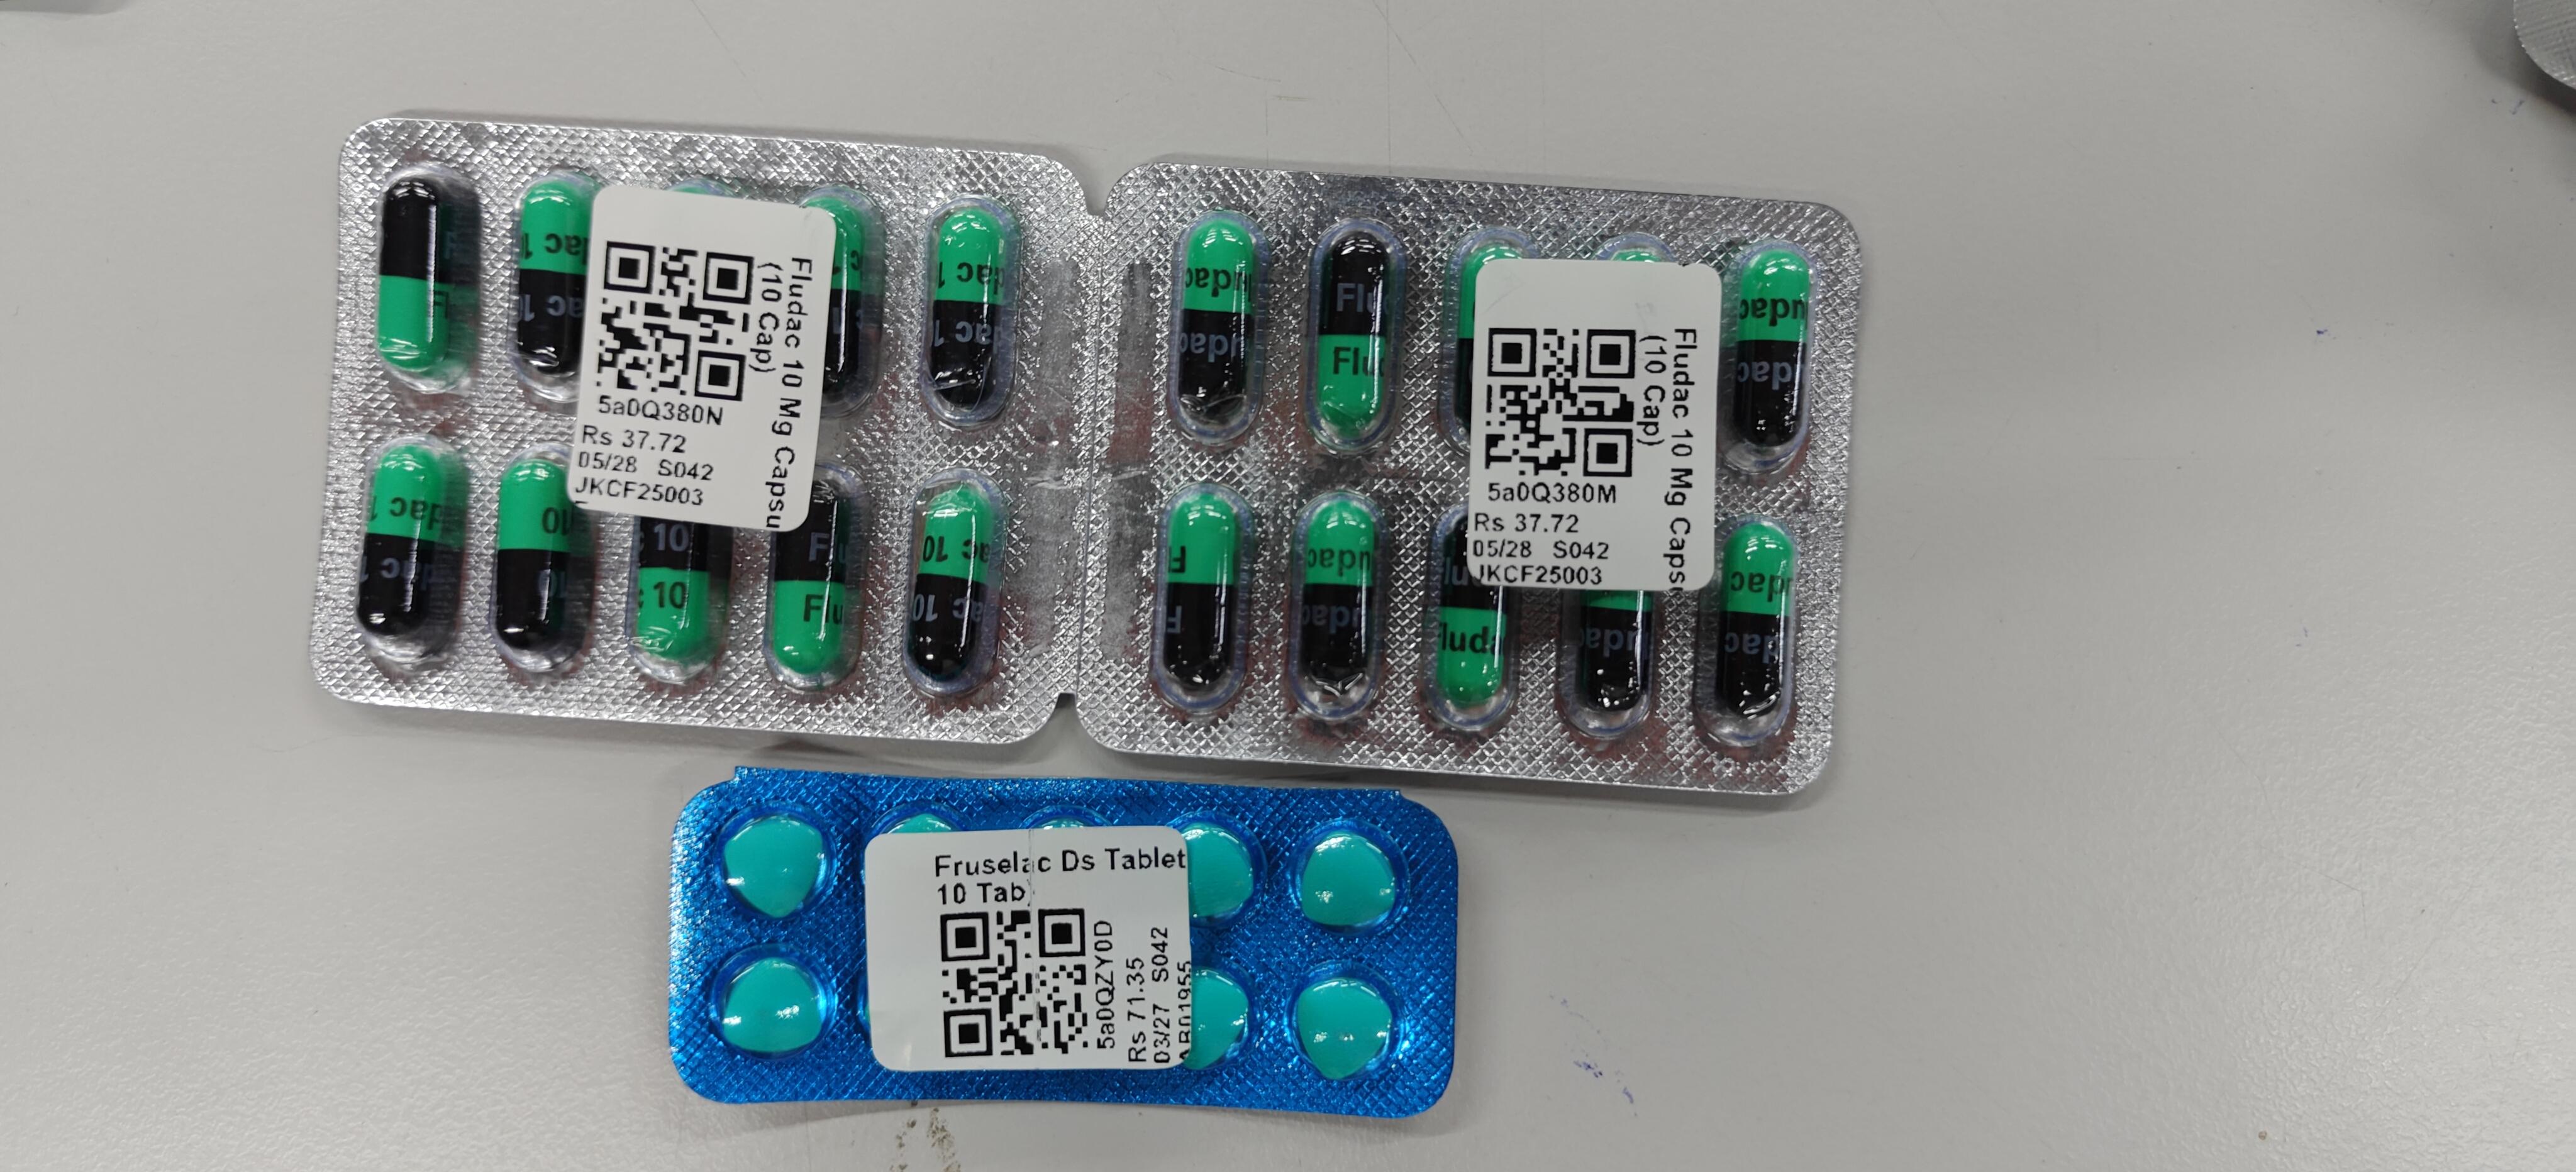 Fludac 10 Mg Capsu
(10 Cap)
5a0Q380N
Rs 37.72
05/28 S042
JKCF25003
Fludac 10 Mg Caps
(10 Cap)
5a0Q380M
Rs 37.72
05/28 S042
JKCF25003
Fruselac Ds Tablet
10 Tab
5a0QZY0D
Rs 71.35
03/27 S042
AB01955